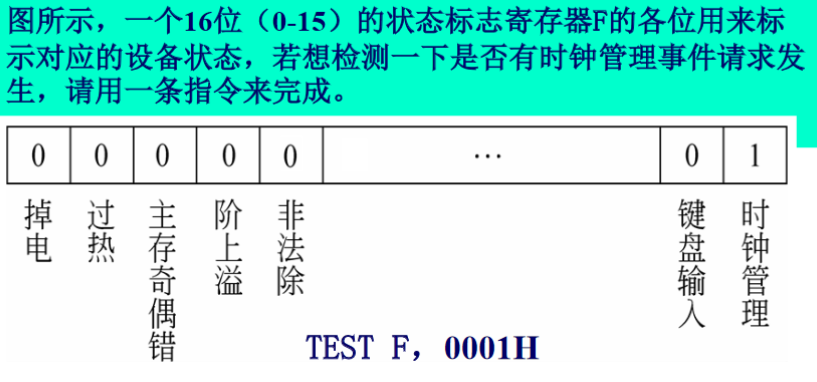 图所示，一个16位（0-15）的状态标志寄存器F的各位用来标
示对应的设备状态，若想检测一下是否有时钟管理事件请求发
生，请用一条指令来完成。
0 0 0 0 0 … 0 1
掉电 过热 主存奇偶错 阶上溢 非法除 键盘输入 时钟管理
TEST F，0001H